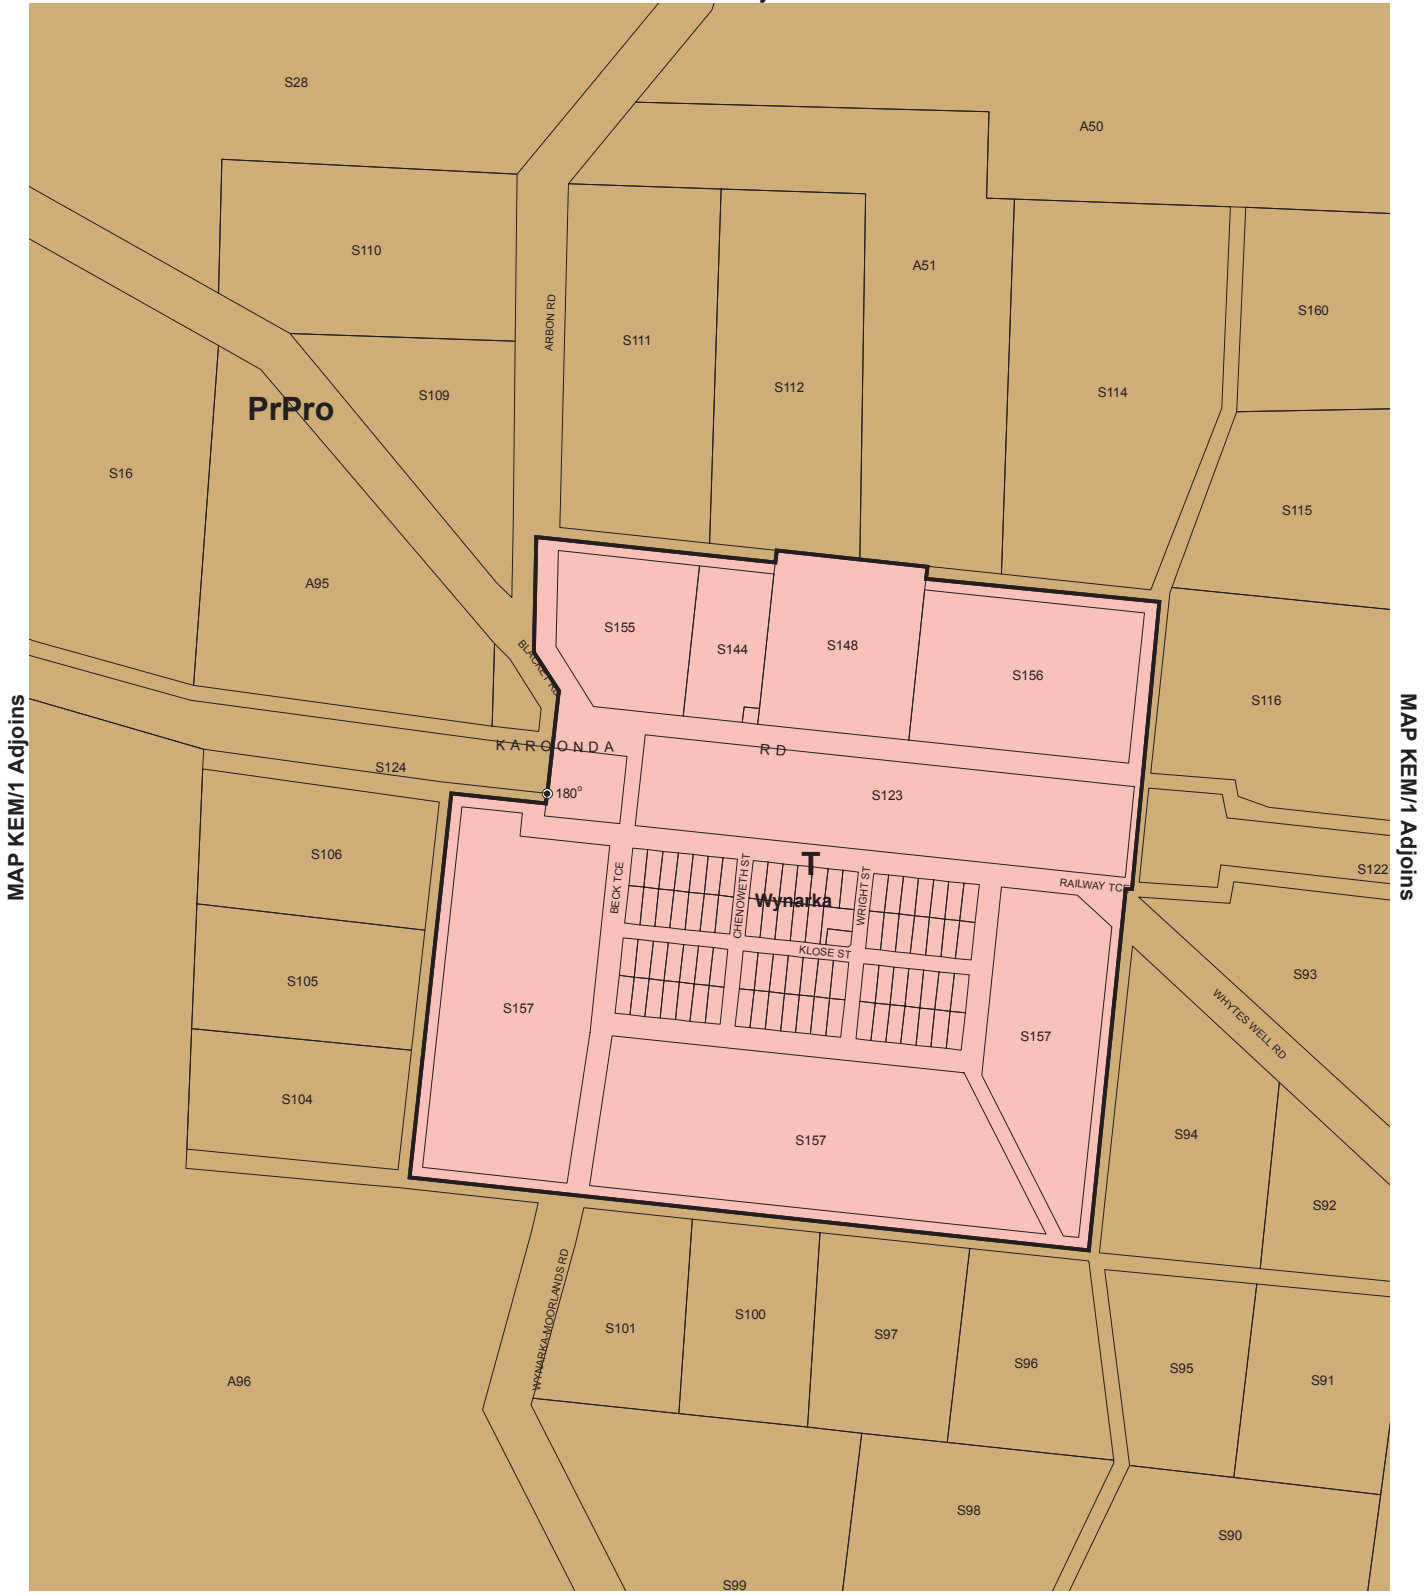 S28
A50
S110
A51
S160
ARBON RD
S111
S112
S114
S109
PrPro
S16
S115
A95
S155
S144
S148
S156
BLACKET RD
S116
MAP KEM/1 Adjoins
MAP KEM/1 Adjoins
KAROONDA RD
S124
180°
S123
S106
T
S122
BECK TCE
CHENOWETH ST
WRIGHT ST
RAILWAY TCE
Wynarka
KLOSE ST
S105
S93
S157
S157
WHYTES WELL RD
S104
S94
S157
S92
WYNARKA-MOORLANDS RD
S101
S100
S97
S96
S95
S91
A96
S98
S90
S99